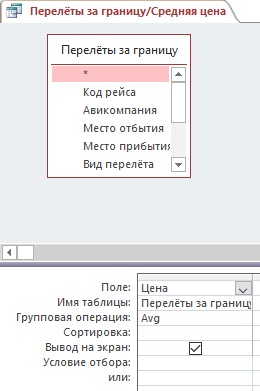 Перелёты за границу/Средняя цена
Перелёты за границу
*
Код рейса
Авикомпания
Место отбытия
Место прибытия
Вид перелёта
Поле: Цена
Имя таблицы: Перелёты за границу
Групповая операция: Avg
Сортировка:
Вывод на экран:
Условие отбора:
или: